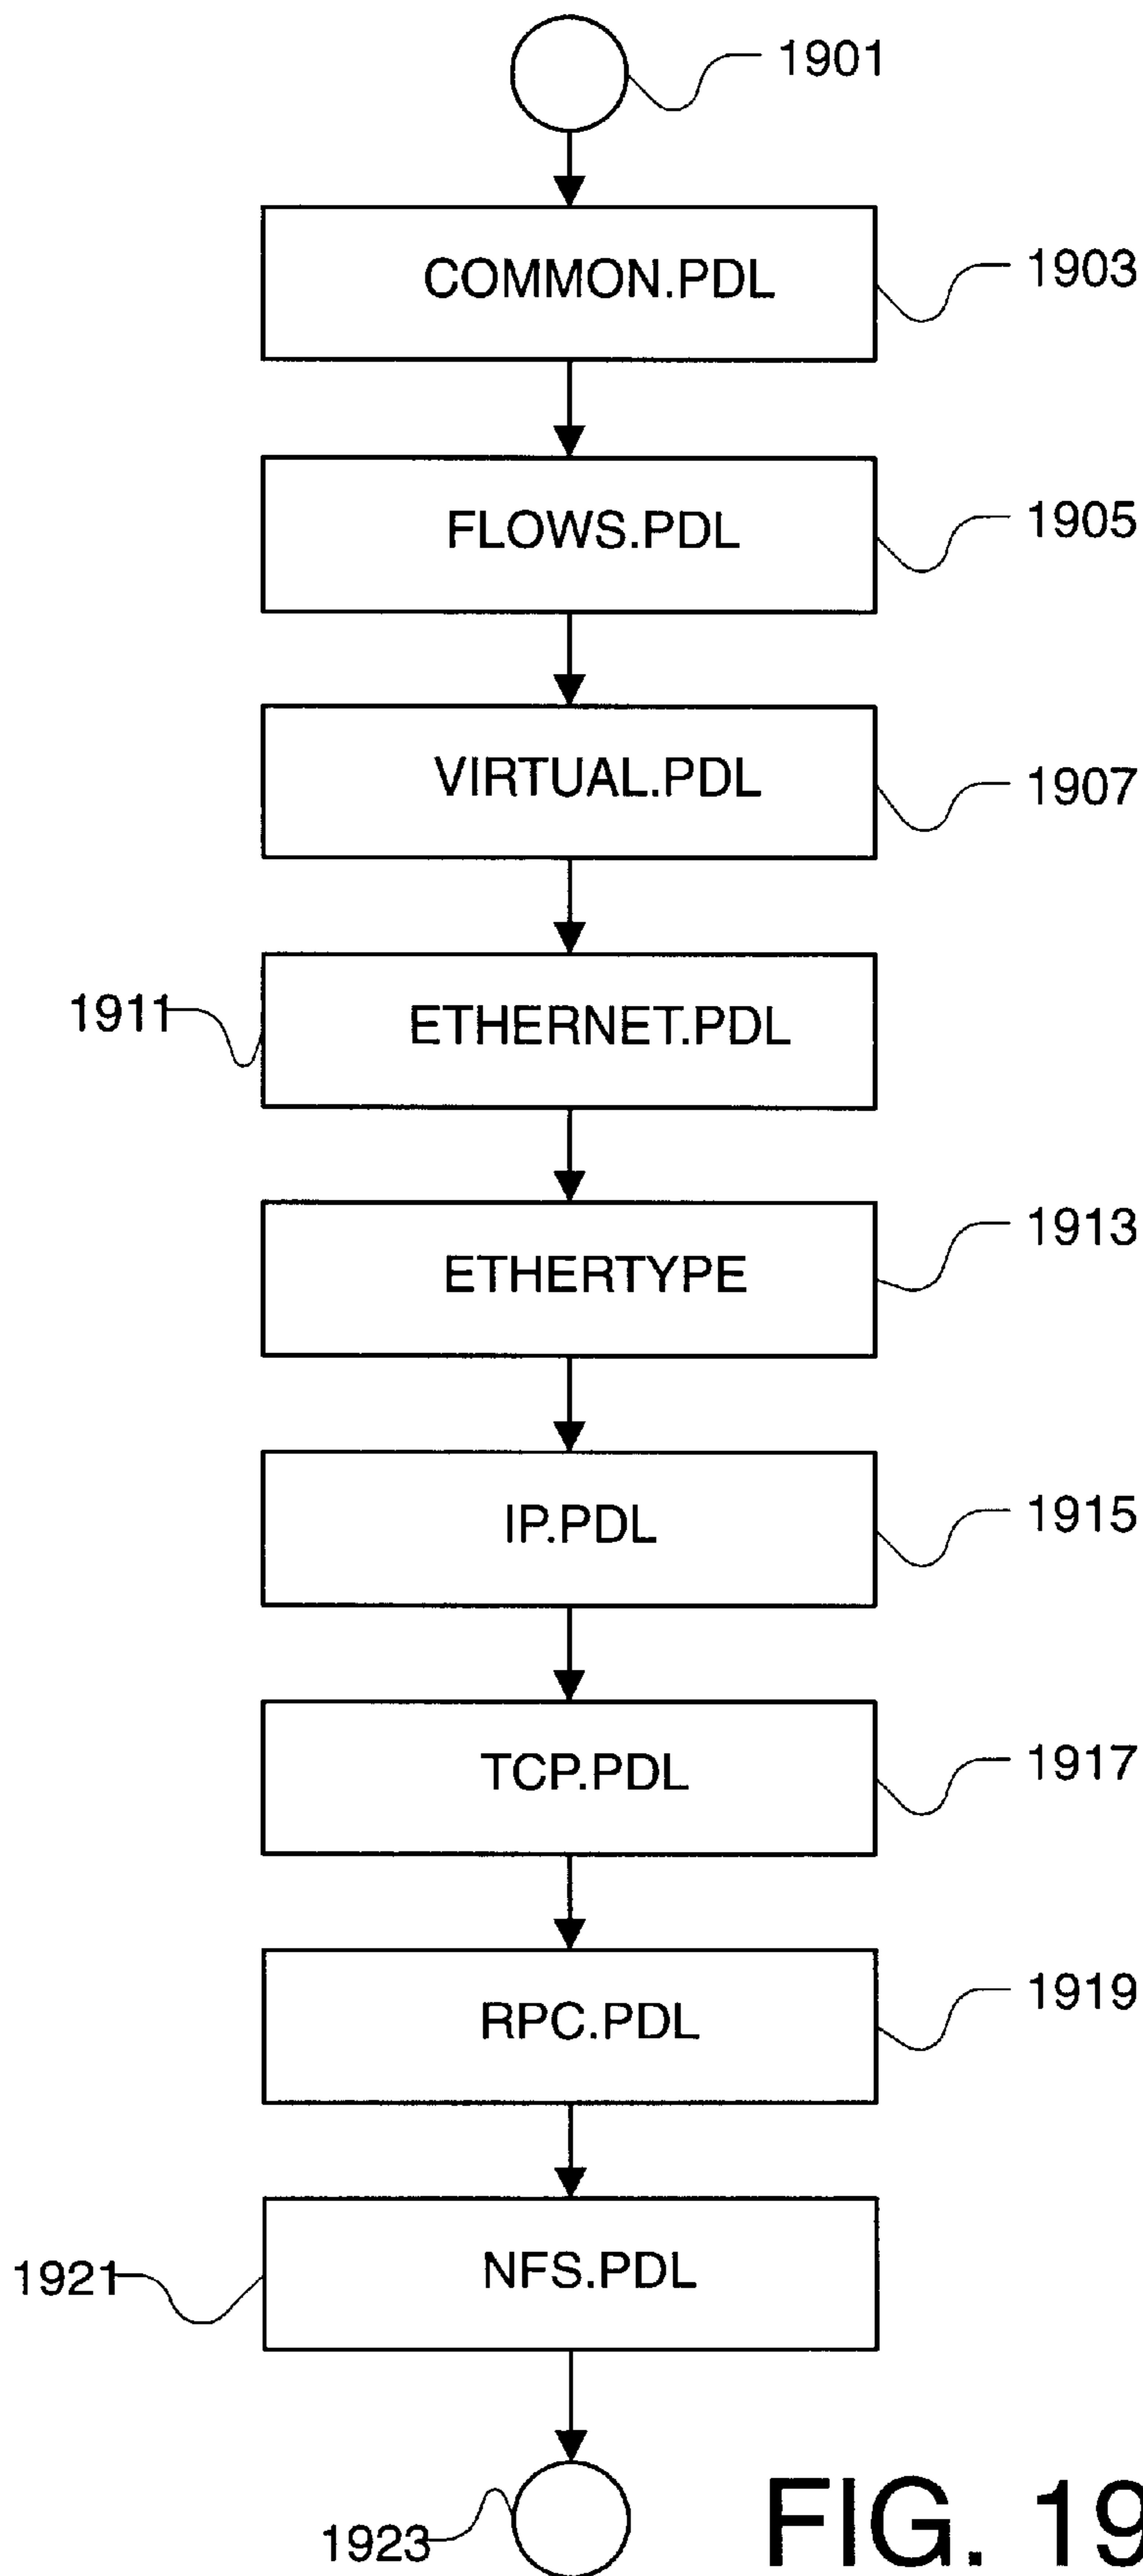 1901
COMMON.PDL
1903
FLOWS.PDL
1905
VIRTUAL.PDL
1907
1911
ETHERNET.PDL
ETHERTYPE
1913
IP.PDL
1915
TCP.PDL
1917
RPC.PDL
1919
1921
NFS.PDL
1923
FIG. 19